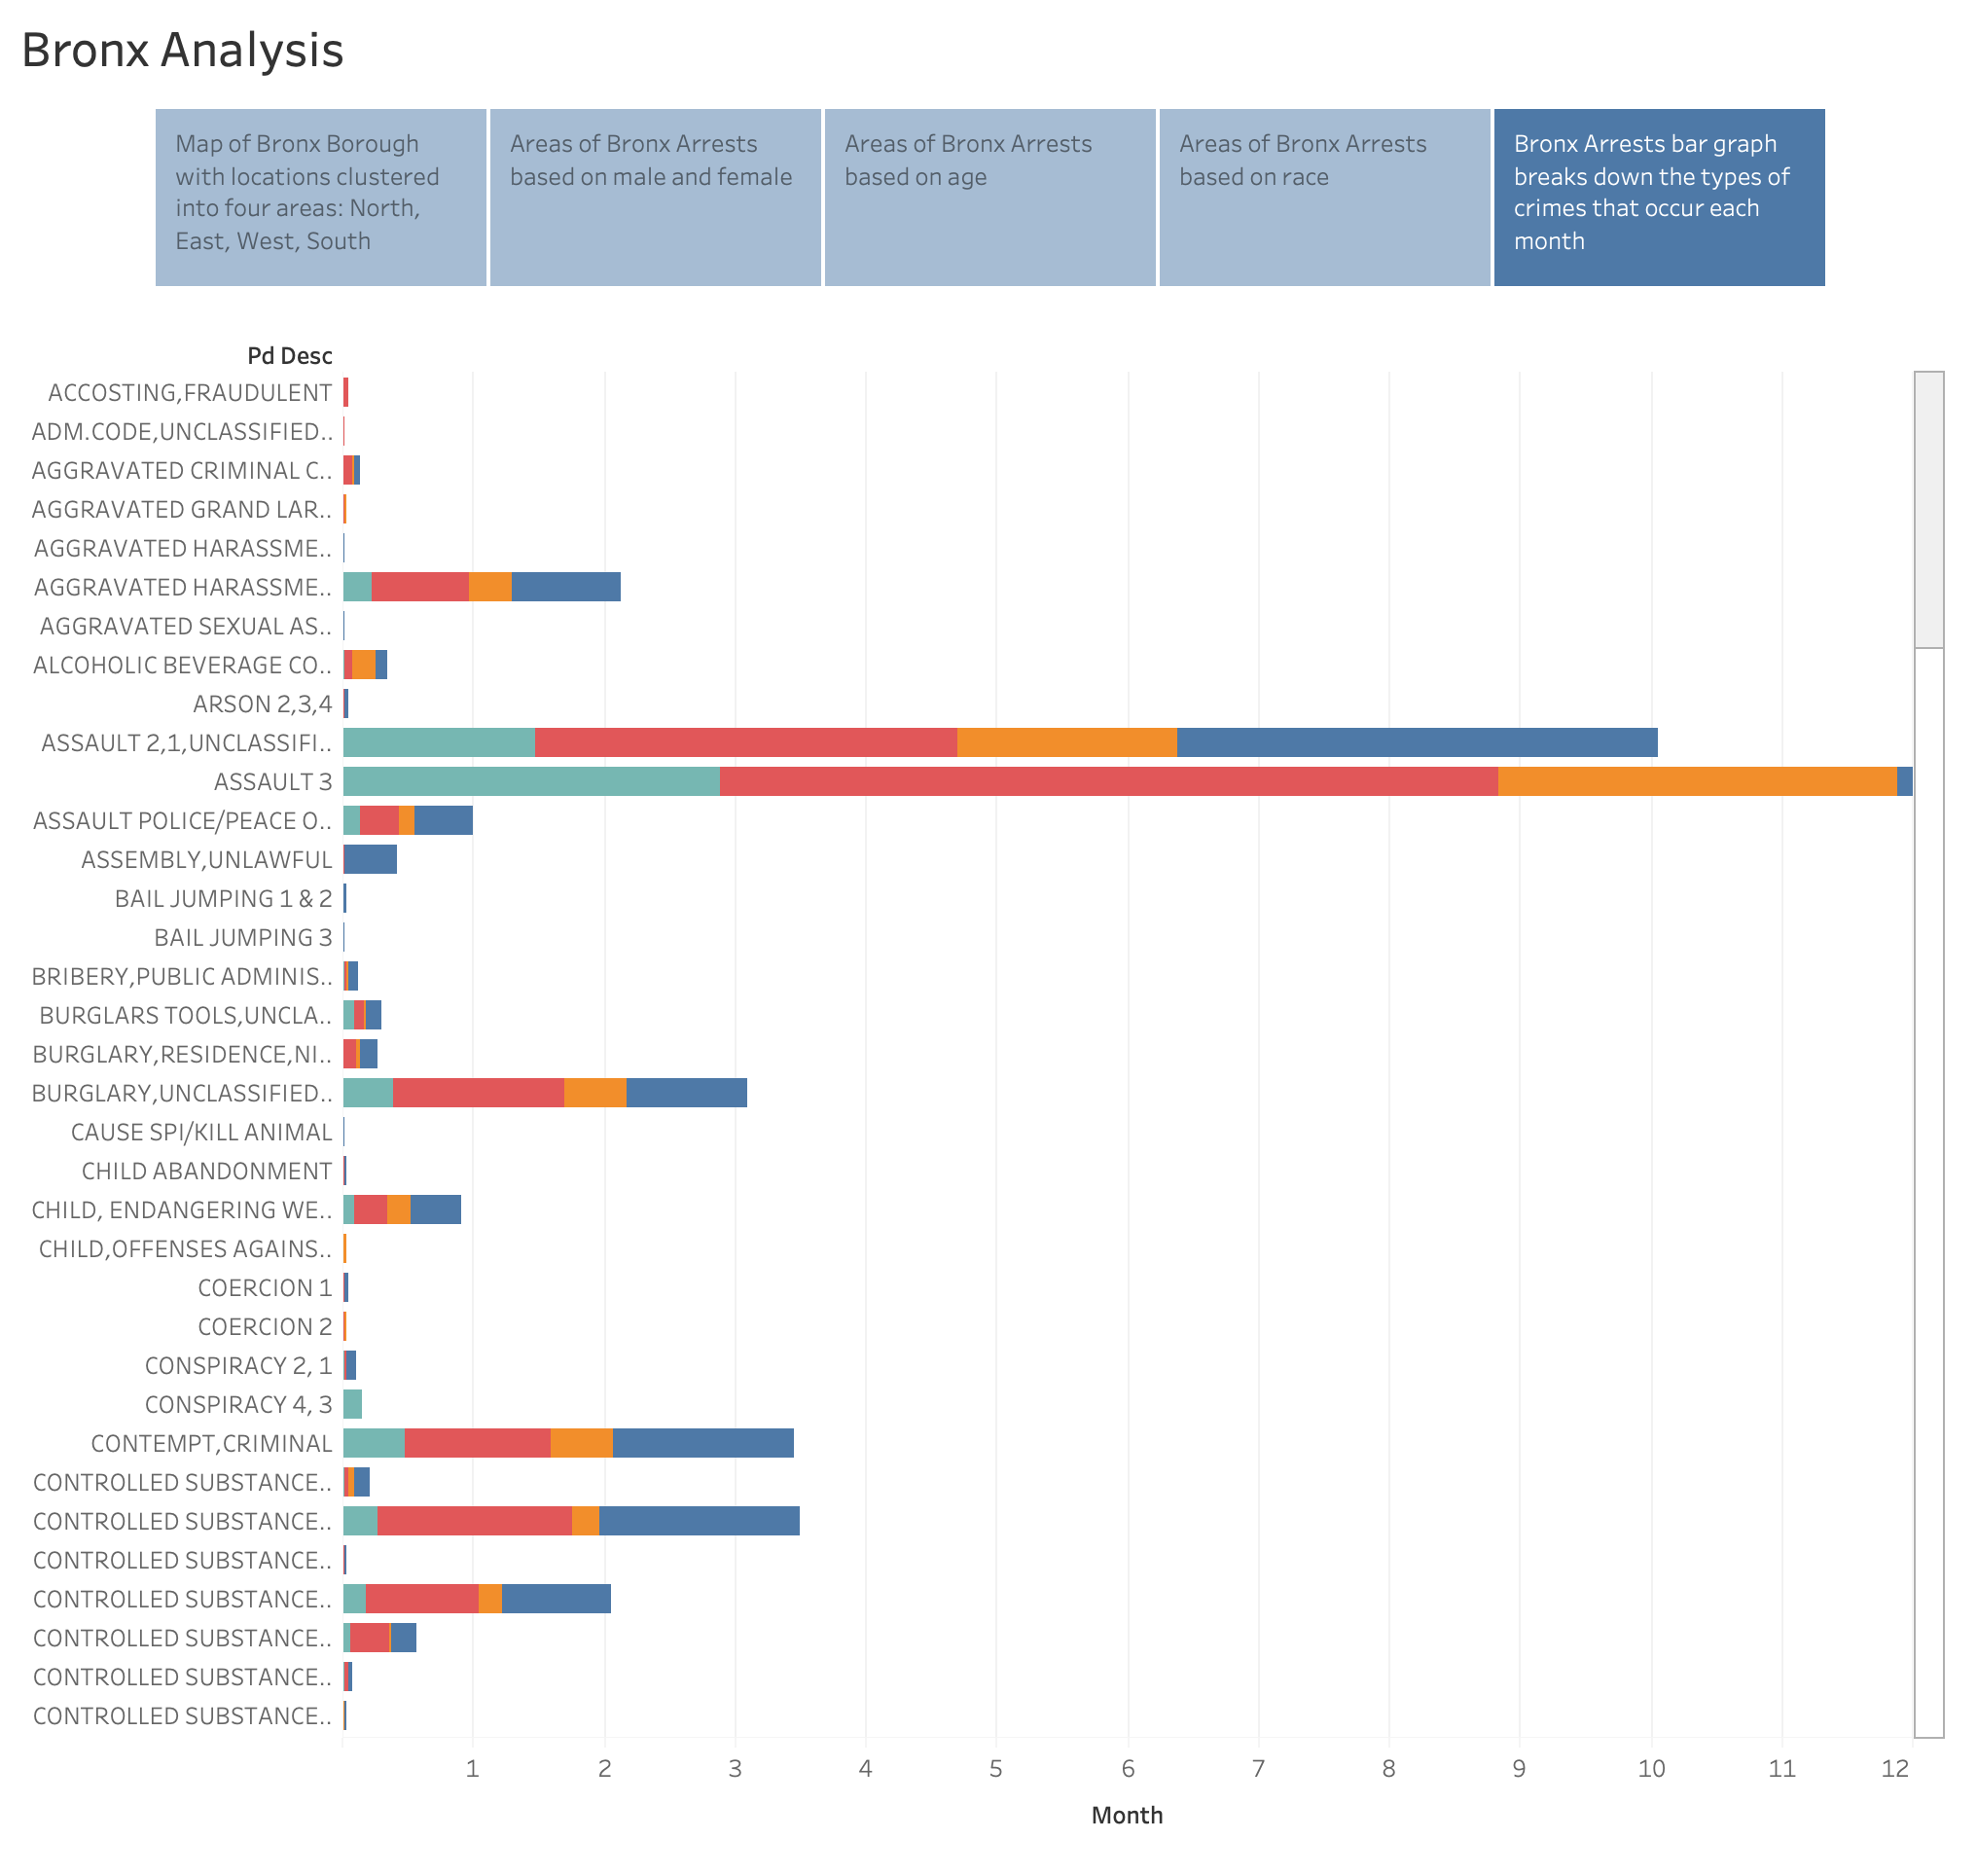 Bronx Analysis
Map of Bronx Borough
with locations clustered
into four areas: North,
East, West, South
Areas of Bronx Arrests
based on male and female
Areas of Bronx Arrests
based on age
Areas of Bronx Arrests
based on race
Bronx Arrests bar graph
breaks down the types of
crimes that occur each
month
Pd Desc
ACCOSTING,FRAUDULENT
ADM.CODE,UNCLASSIFIED..
AGGRAVATED CRIMINAL C..
AGGRAVATED GRAND LAR..
AGGRAVATED HARASSME..
AGGRAVATED HARASSME..
AGGRAVATED SEXUAL AS..
ALCOHOLIC BEVERAGE CO..
ARSON 2,3,4
ASSAULT 2,1,UNCLASSIFI..
ASSAULT 3
ASSAULT POLICE/PEACE O..
ASSEMBLY,UNLAWFUL
BAIL JUMPING 1 & 2
BAIL JUMPING 3
BRIBERY,PUBLIC ADMINIS..
BURGLARS TOOLS,UNCLA..
BURGLARY,RESIDENCE,NI..
BURGLARY,UNCLASSIFIED..
CAUSE SPI/KILL ANIMAL
CHILD ABANDONMENT
CHILD, ENDANGERING WE..
CHILD,OFFENSES AGAINS..
COERCION 1
COERCION 2
CONSPIRACY 2, 1
CONSPIRACY 4, 3
CONTEMPT,CRIMINAL
CONTROLLED SUBSTANCE..
CONTROLLED SUBSTANCE..
CONTROLLED SUBSTANCE..
CONTROLLED SUBSTANCE..
CONTROLLED SUBSTANCE..
CONTROLLED SUBSTANCE..
CONTROLLED SUBSTANCE..
1 2 3 4 5 6 7 8 9 10 11 12
Month